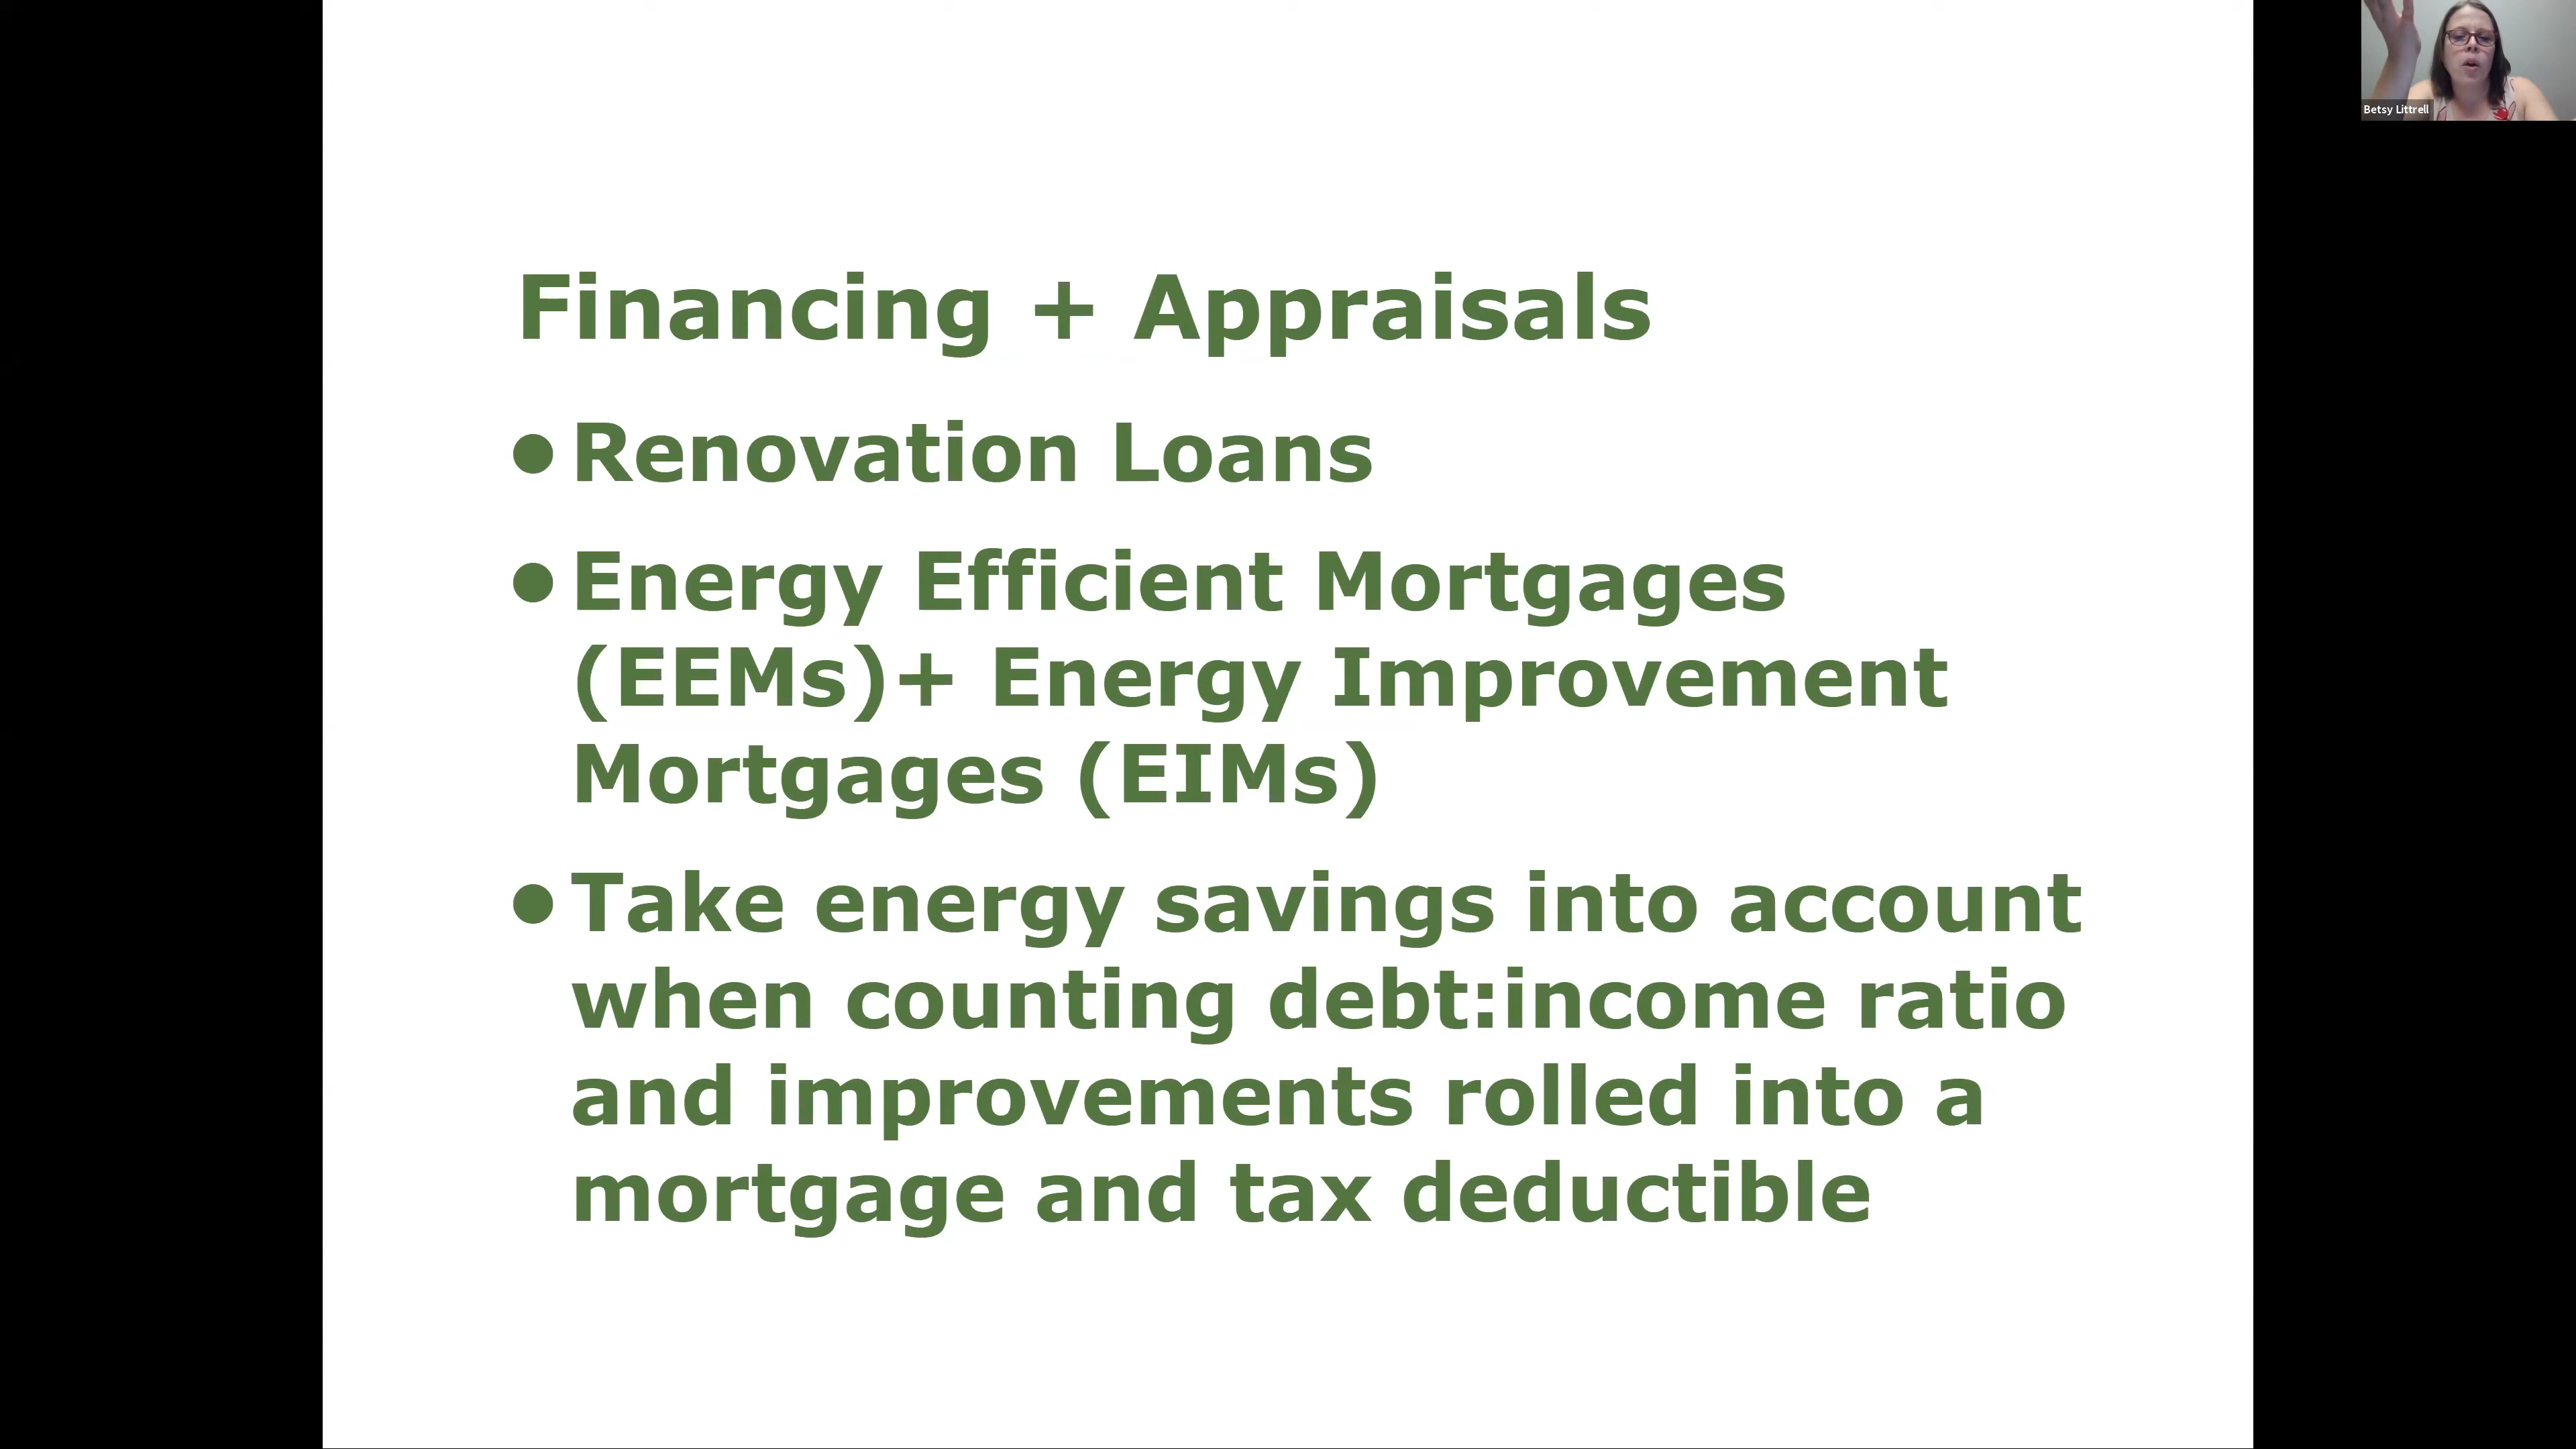 Betsy Littrell
Financing + Appraisals
• Renovation Loans
• Energy Efficient Mortgages
(EEMs)+ Energy Improvement
Mortgages (EIMs)
• Take energy savings into account
when counting debt:income ratio
and improvements rolled into a
mortgage and tax deductible